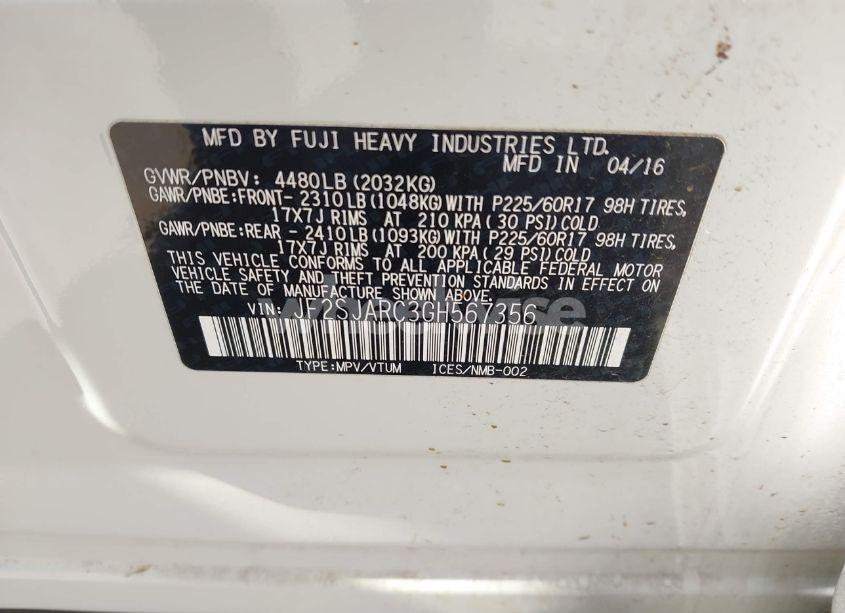 MFD BY FUJI HEAVY INDUSTRIES LTD.
MFD IN 04/16
GVWR/PNBV: 4480LB (2032KG)
GAWR/PNBE:FRONT- 2310LB (1048KG)WITH P225/60R17 98H TIRES,
17X7J RIMS AT 210 KPA ( 30 PSI)COLD
GAWR/PNBE:REAR - 2410LB (1093KG)WITH P225/60R17 98H TIRES,
17X7J RIMS AT 200 KPA ( 29 PSI)COLD
THIS VEHICLE CONFORMS TO ALL APPLICABLE FEDERAL MOTOR
VEHICLE SAFETY AND THEFT PREVENTION STANDARDS IN EFFECT ON
THE DATE OF MANUFACTURE SHOWN ABOVE.
VIN: JF2SJARC3GH567356
TYPE:MPV/VTUM ICES/NMB-002